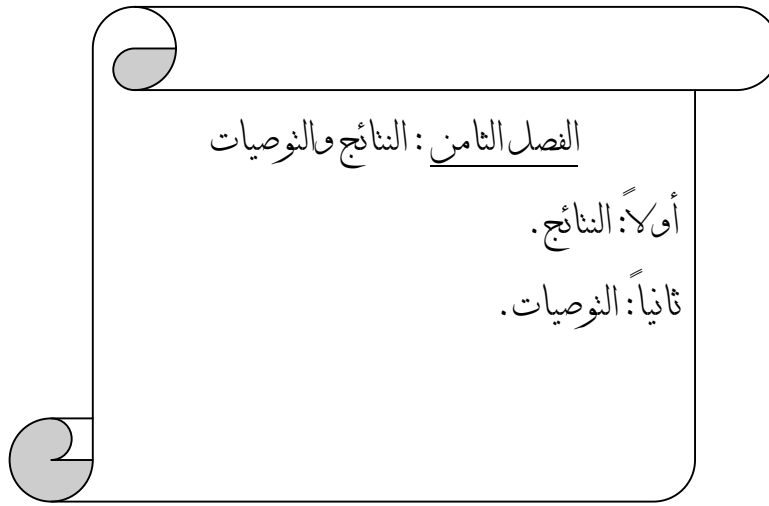 الفصل الثامن : النتائج والتوصيات
أولاً: النتائج.
ثانياً: التوصيات.